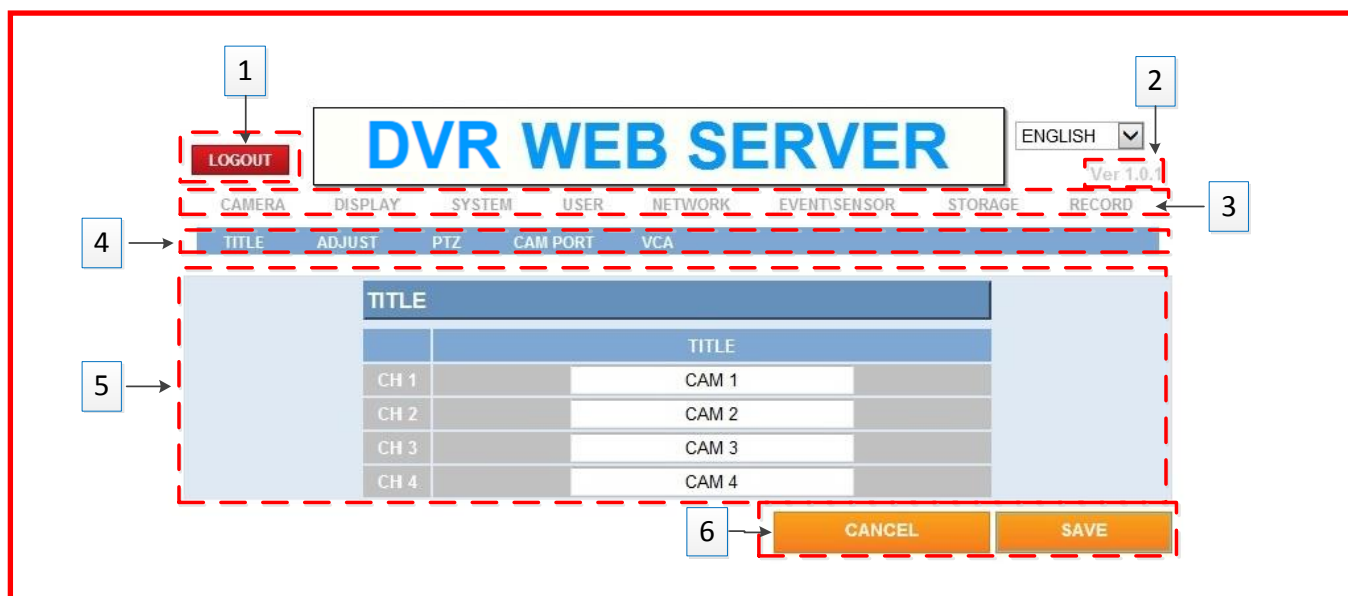 1
2
DVR WEB SERVER
ENGLISH
LOGOUT
Ver 1.0.1
CAMERA DISPLAY SYSTEM USER NETWORK EVENT\SENSOR STORAGE RECORD
3
4
TITLE ADJUST PTZ CAM PORT VCA
TITLE
TITLE
5
CH 1 CAM 1
CH 2 CAM 2
CH 3 CAM 3
CH 4 CAM 4
6
CANCEL SAVE